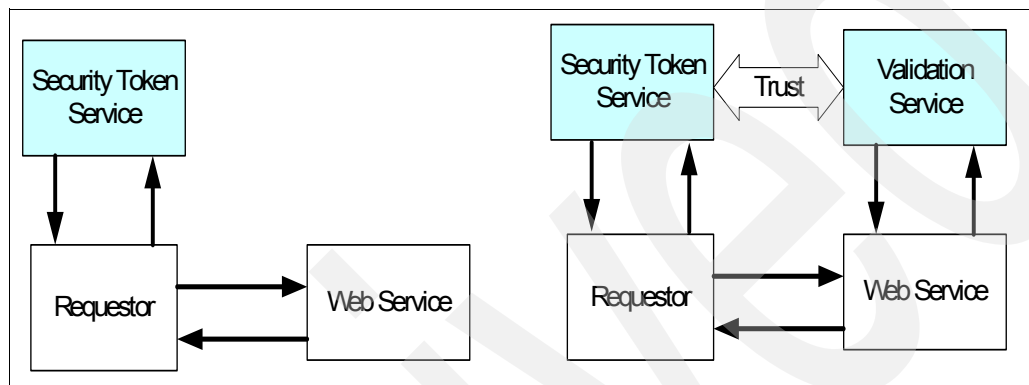 Security Token
Service
Requestor
Web Service
Security Token
Service
Trust
Validation
Service
Requestor
Web Service